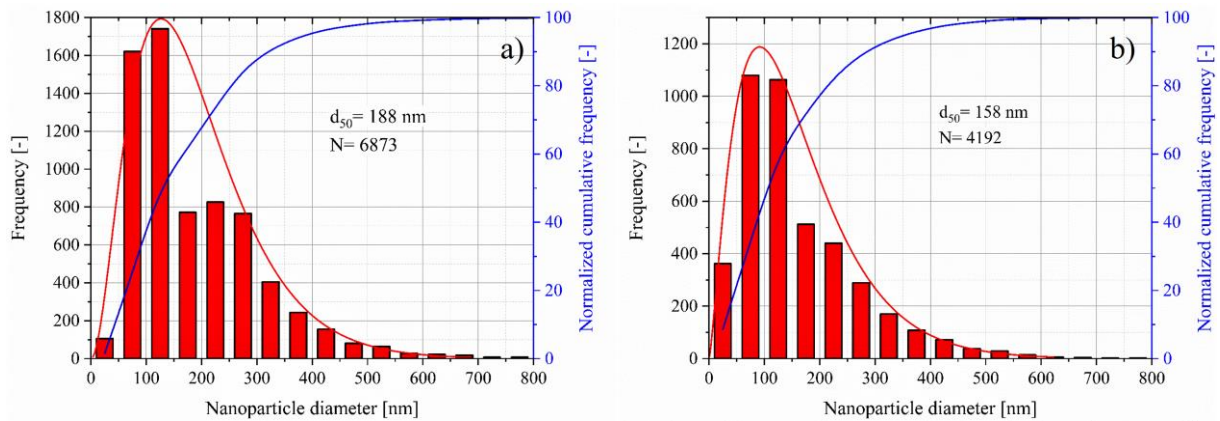 a)
d₅₀= 188 nm
N= 6873
Frequency [-]
1800
1600
1400
1200
1000
800
600
400
200
0
Normalized cumulative frequency [-]
100
80
60
40
20
0
0 100 200 300 400 500 600 700 800
Nanoparticle diameter [nm]
b)
d₅₀= 158 nm
N= 4192
Frequency [-]
1200
1000
800
600
400
200
0
Normalized cumulative frequency [-]
100
80
60
40
20
0
0 100 200 300 400 500 600 700 800
Nanoparticle diameter [nm]